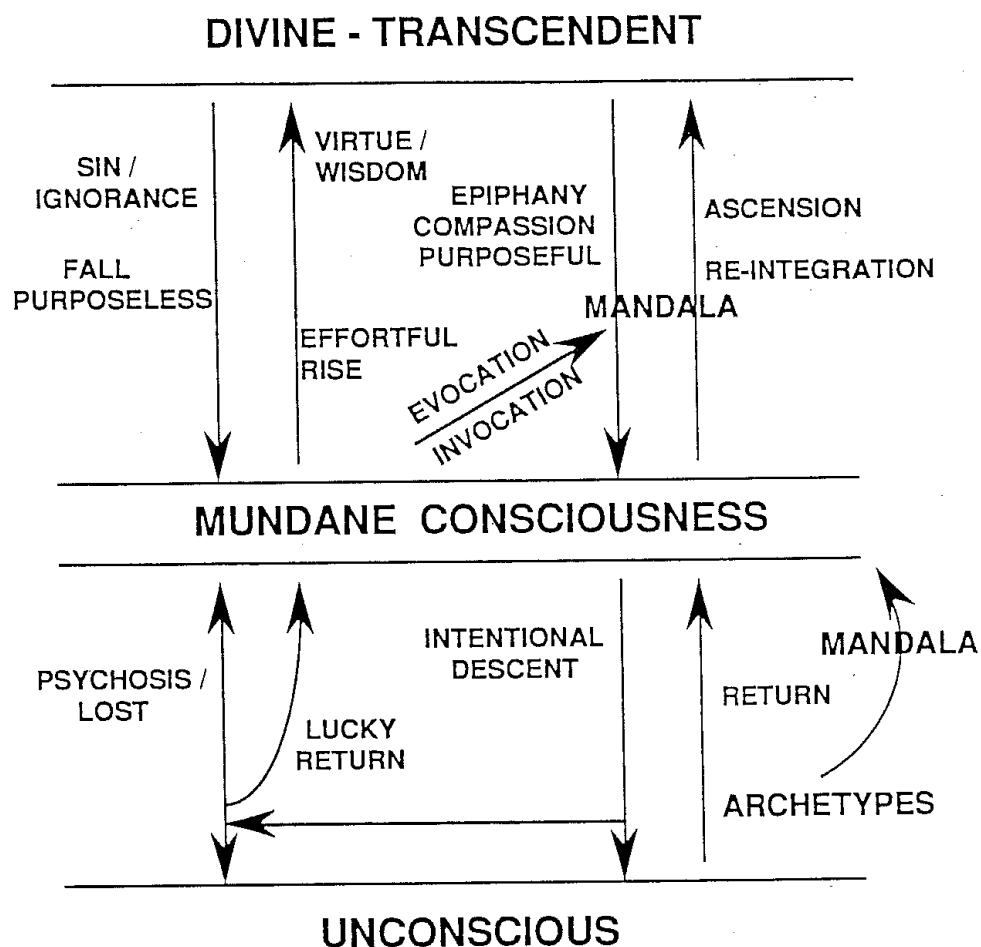 DIVINE - TRANSCENDENT
SIN /
IGNORANCE
FALL
PURPOSELESS
VIRTUE /
WISDOM
EFFORTFUL
RISE
EPIPHANY
COMPASSION
PURPOSEFUL
MANDALA
ASCENSION
RE-INTEGRATION
EVOCATION
INVOCATION
MUNDANE CONSCIOUSNESS
PSYCHOSIS /
LOST
LUCKY
RETURN
INTENTIONAL
DESCENT
RETURN
MANDALA
ARCHETYPES
UNCONSCIOUS